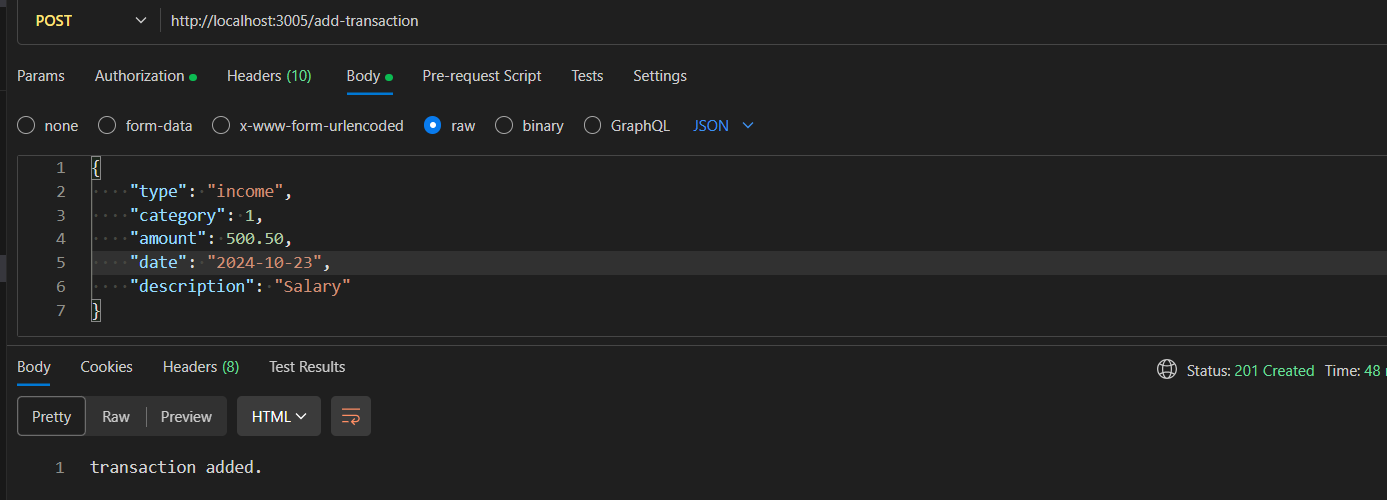 POST http://localhost:3005/add-transaction
Params Authorization Headers (10) Body Pre-request Script Tests Settings
none form-data x-www-form-urlencoded raw binary GraphQL JSON
1 {
2 "type": "income",
3 "category": 1,
4 "amount": 500.50,
5 "date": "2024-10-23",
6 "description": "Salary"
7 }
Body Cookies Headers (8) Test Results Status: 201 Created Time: 48
Pretty Raw Preview HTML
1 transaction added.